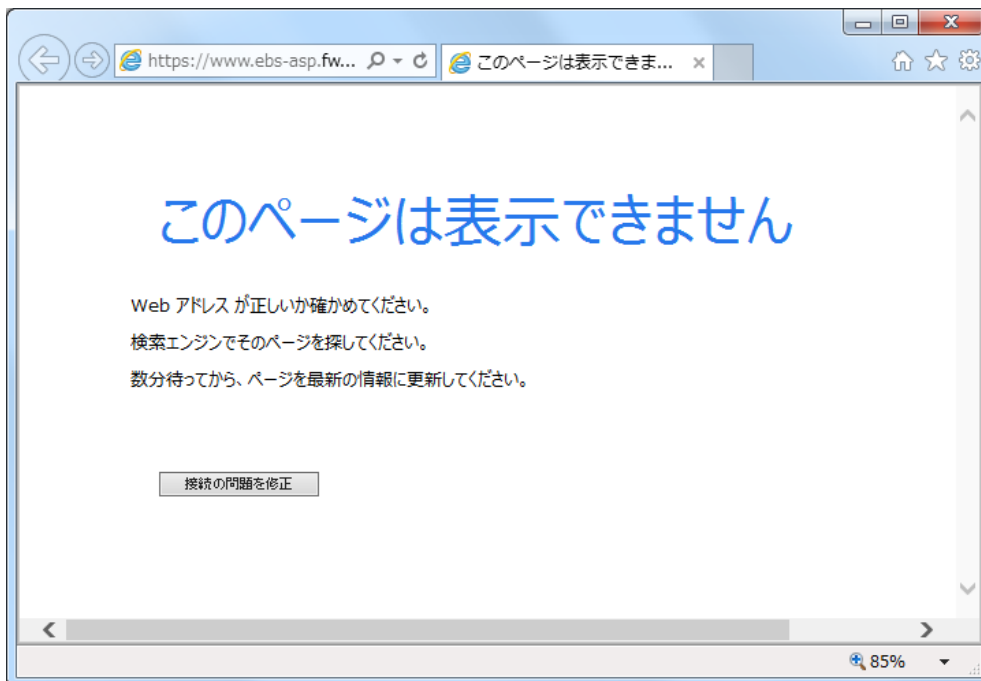 https://www.ebs-asp.fw...
このページは表示できま...
このページは表示できません
Web アドレス が正しいか確かめてください。
検索エンジンでそのページを探してください。
数分待ってから、ページを最新の情報に更新してください。
接続の問題を修正
85%